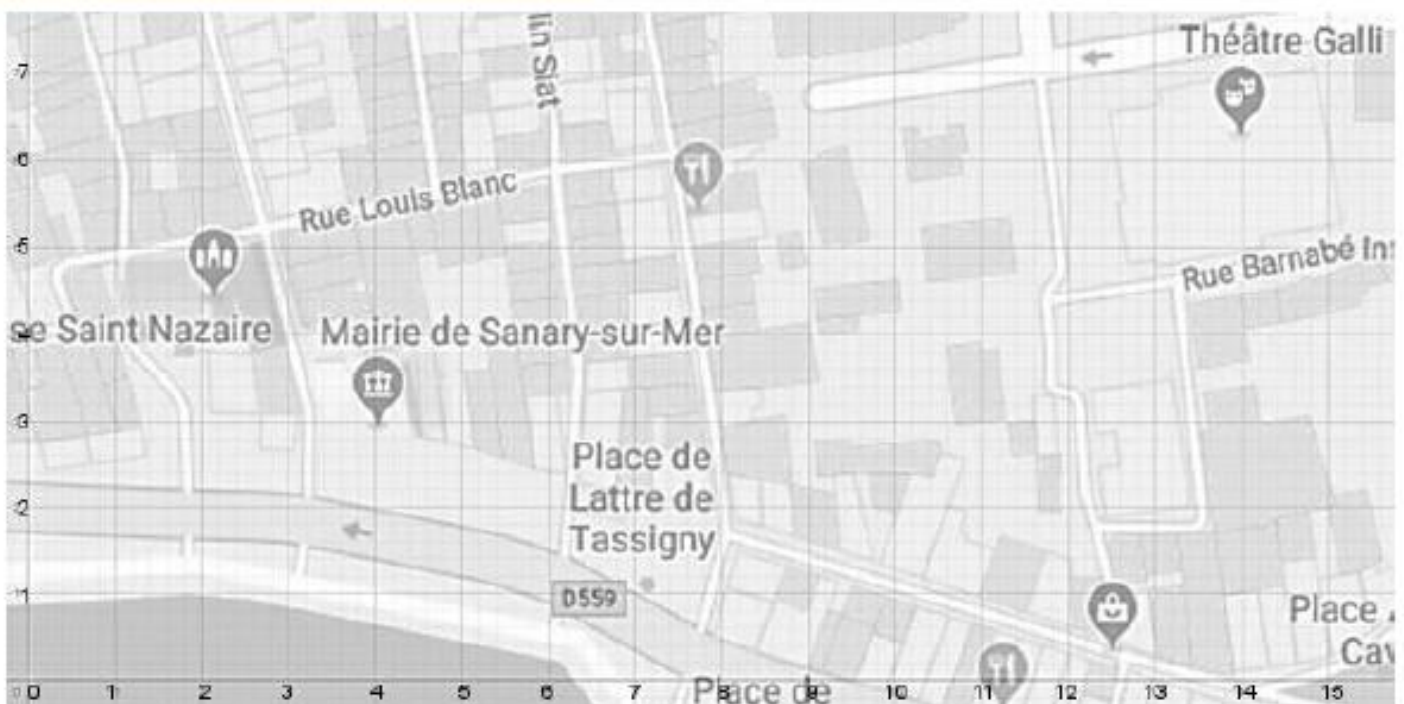 Théâtre Galli
7
lin Siat
6
Rue Louis Blanc
5
Rue Barnabé In
se Saint Nazaire
Mairie de Sanary-sur-Mer
4
3
Place de
Lattre de
Tassigny
2
1
D559
Place
Cav
0 0 1 2 3 4 5 6 7 8 9 10 11 12 13 14 15
Place de